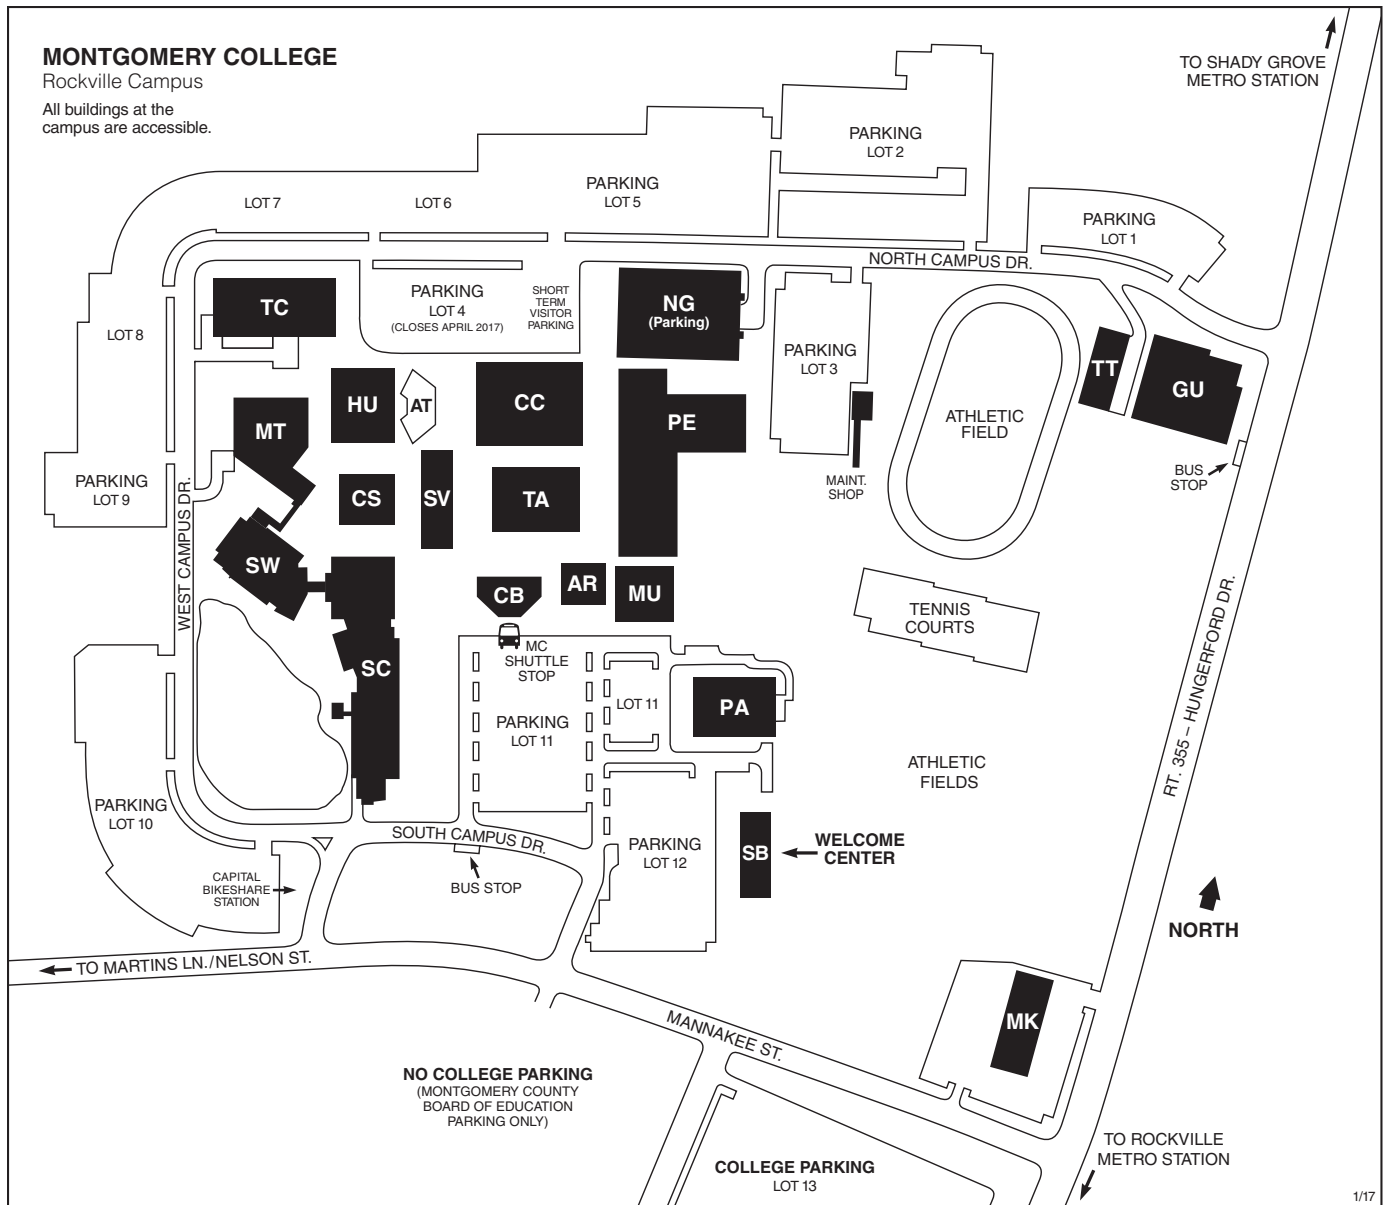 MONTGOMERY COLLEGE
Rockville Campus
All buildings at the
campus are accessible.
TO SHADY GROVE
METRO STATION
PARKING
LOT 2
PARKING
LOT 5
LOT 7
LOT 6
PARKING
LOT 1
NORTH CAMPUS DR.
TC
PARKING
LOT 4
(CLOSES APRIL 2017)
SHORT
TERM
VISITOR
PARKING
NG
(Parking)
LOT 8
PARKING
LOT 3
TT
GU
HU
AT
CC
PE
MT
ATHLETIC
FIELD
BUS
STOP
PARKING
LOT 9
CS
SV
TA
MAINT.
SHOP
WEST CAMPUS DR.
SW
CB
AR
MU
TENNIS
COURTS
RT. 355 – HUNGERFORD DR.
MC
SHUTTLE
STOP
SC
LOT 11
PA
PARKING
LOT 11
ATHLETIC
FIELDS
PARKING
LOT 10
SOUTH CAMPUS DR.
PARKING
LOT 12
SB
WELCOME
CENTER
CAPITAL
BIKESHARE
STATION
BUS STOP
NORTH
TO MARTINS LN./NELSON ST.
MANNAKEE ST.
MK
NO COLLEGE PARKING
(MONTGOMERY COUNTY
BOARD OF EDUCATION
PARKING ONLY)
COLLEGE PARKING
LOT 13
TO ROCKVILLE
METRO STATION
1/17